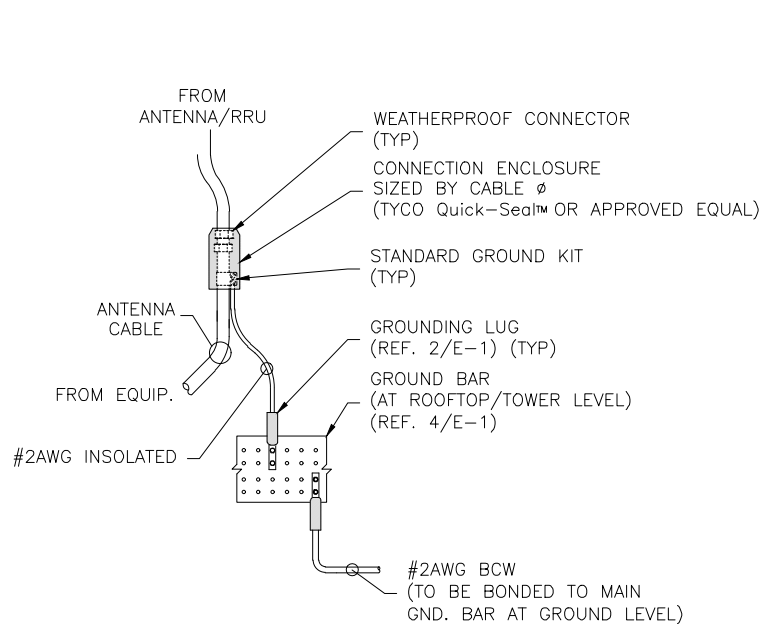 FROM
ANTENNA/RRU
WEATHERPROOF CONNECTOR
(TYP)
CONNECTION ENCLOSURE
SIZED BY CABLE ø
(TYCO Quick-Seal™ OR APPROVED EQUAL)
STANDARD GROUND KIT
(TYP)
ANTENNA
CABLE
GROUNDING LUG
(REF. 2/E-1) (TYP)
FROM EQUIP.
GROUND BAR
(AT ROOFTOP/TOWER LEVEL)
(REF. 4/E-1)
#2AWG INSOLATED
#2AWG BCW
(TO BE BONDED TO MAIN
GND. BAR AT GROUND LEVEL)